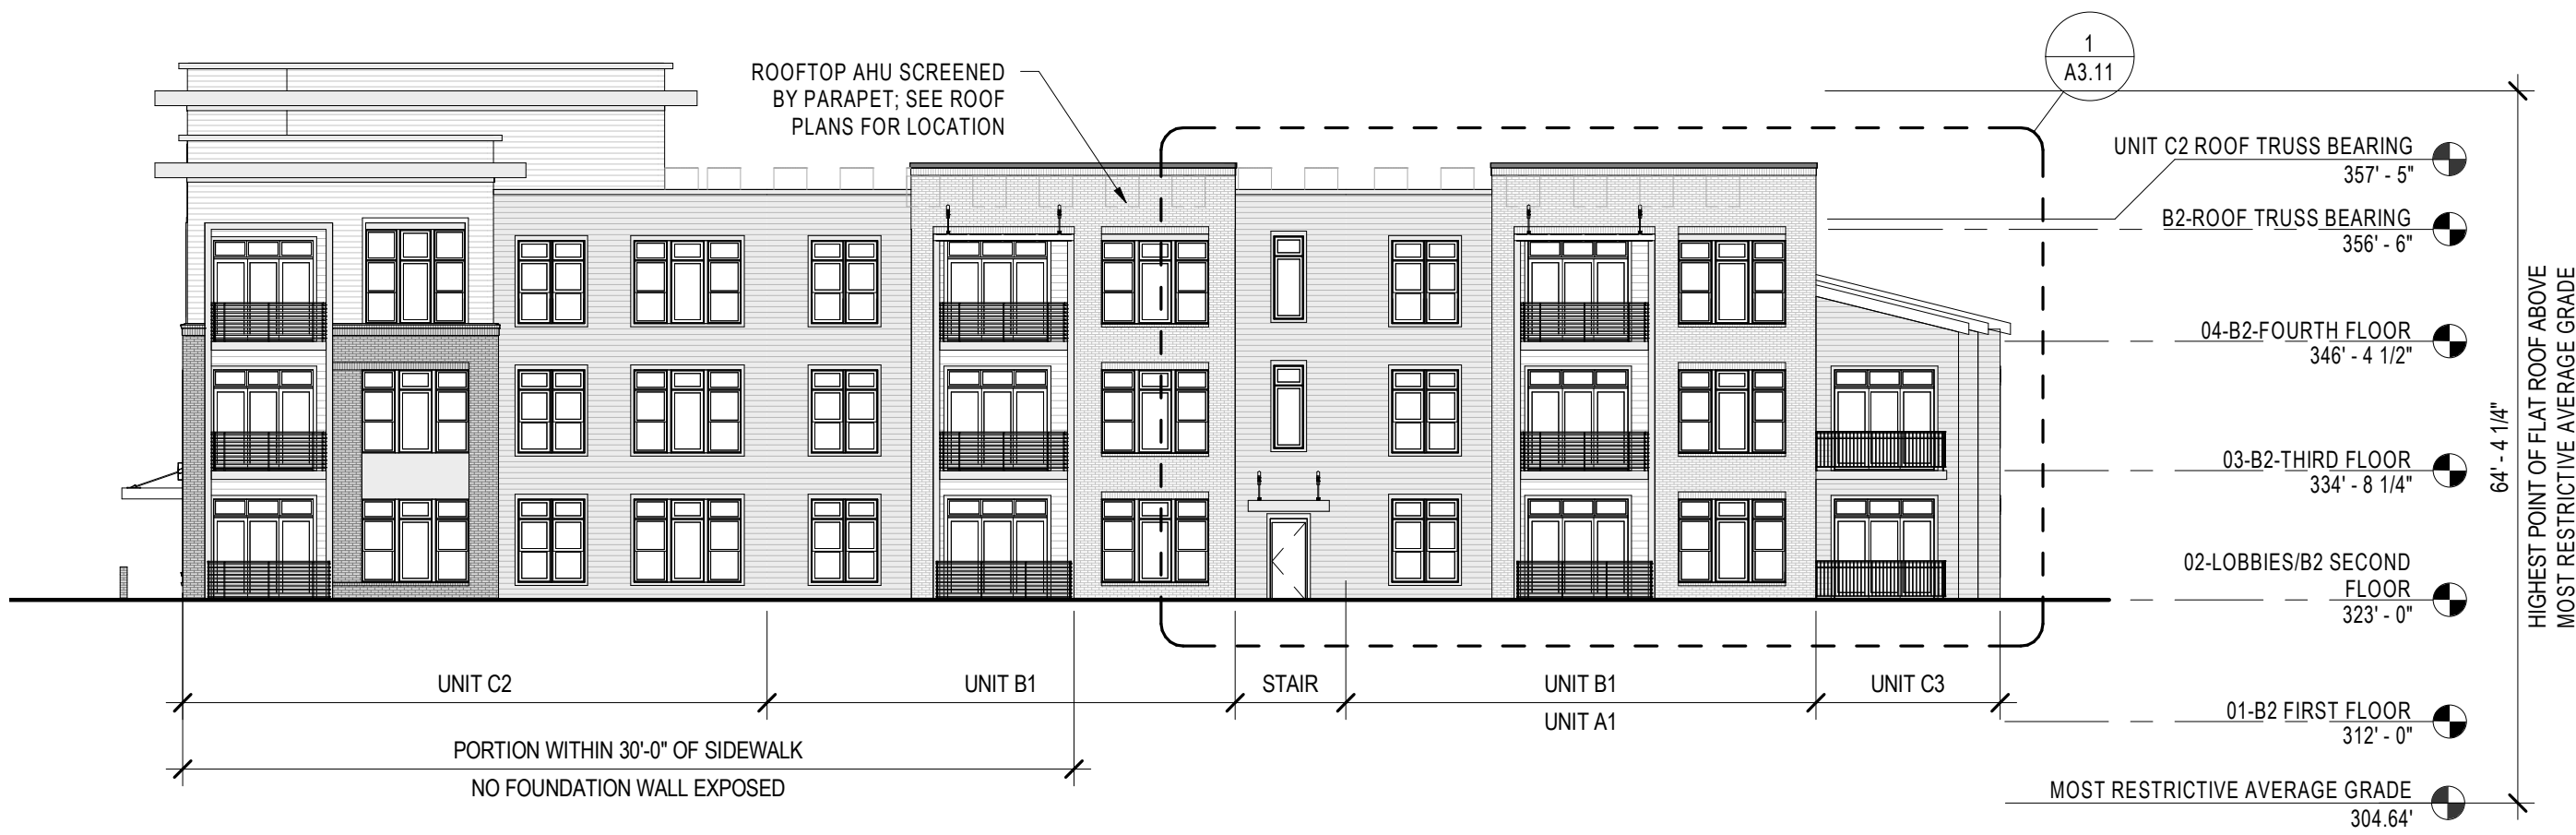 1
A3.11
ROOFTOP AHU SCREENED
BY PARAPET; SEE ROOF
PLANS FOR LOCATION
UNIT C2 ROOF TRUSS BEARING
357' - 5"
B2-ROOF TRUSS BEARING
356' - 6"
04-B2-FOURTH FLOOR
346' - 4 1/2"
03-B2-THIRD FLOOR
334' - 8 1/4"
02-LOBBIES/B2 SECOND
FLOOR
323' - 0"
01-B2 FIRST FLOOR
312' - 0"
MOST RESTRICTIVE AVERAGE GRADE
304.64'
64' - 4 1/4"
HIGHEST POINT OF FLAT ROOF ABOVE
MOST RESTRICTIVE AVERAGE GRADE
UNIT C2
UNIT B1
STAIR
UNIT B1
UNIT A1
UNIT C3
PORTION WITHIN 30'-0" OF SIDEWALK
NO FOUNDATION WALL EXPOSED